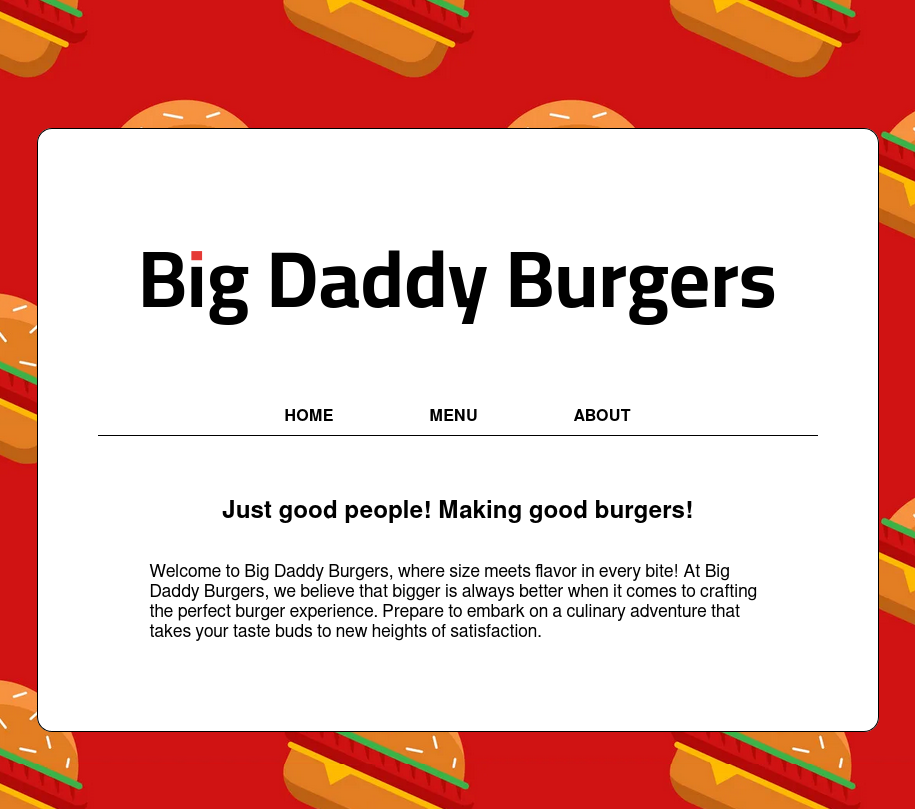 Big Daddy Burgers
HOME MENU ABOUT
Just good people! Making good burgers!
Welcome to Big Daddy Burgers, where size meets flavor in every bite! At Big
Daddy Burgers, we believe that bigger is always better when it comes to crafting
the perfect burger experience. Prepare to embark on a culinary adventure that
takes your taste buds to new heights of satisfaction.